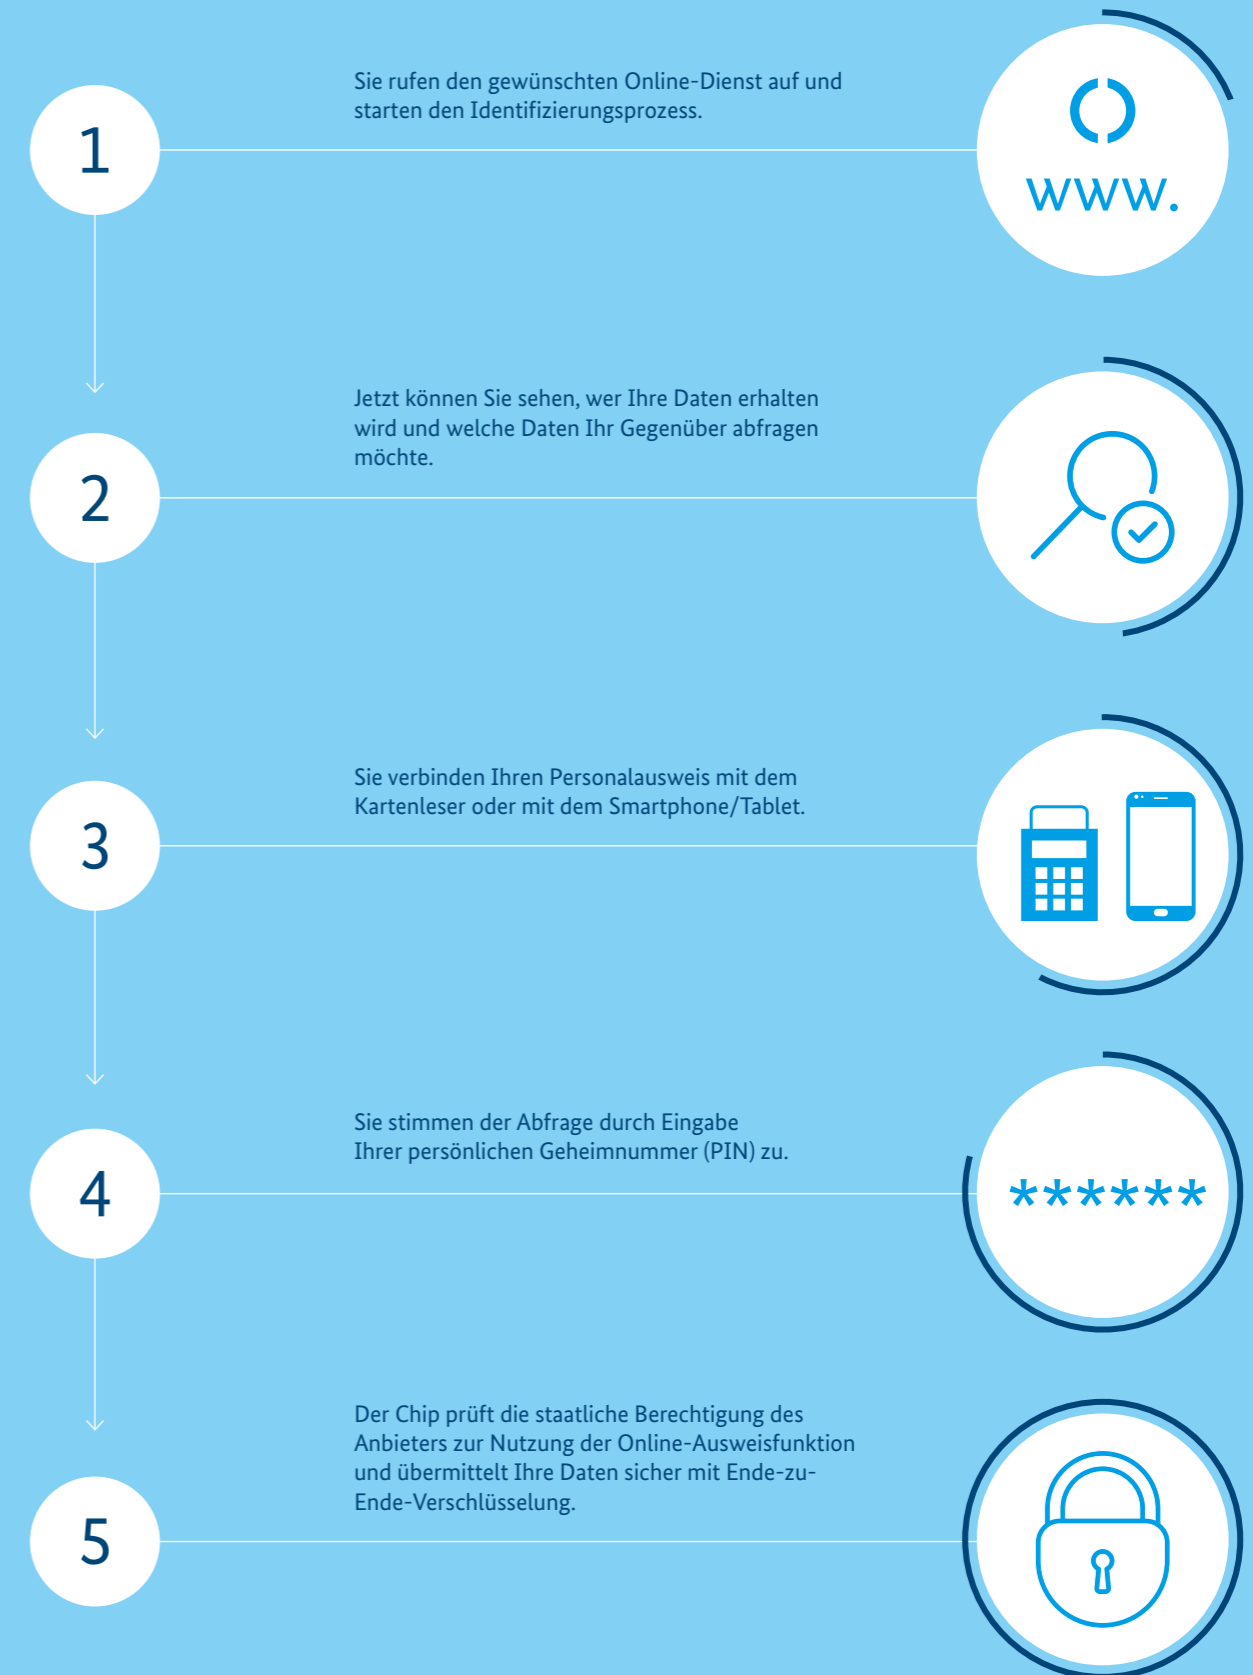 1
Sie rufen den gewünschten Online-Dienst auf und
starten den Identifizierungsprozess.
www.
2
Jetzt können Sie sehen, wer Ihre Daten erhalten
wird und welche Daten Ihr Gegenüber abfragen
möchte.
3
Sie verbinden Ihren Personalausweis mit dem
Kartenleser oder mit dem Smartphone/Tablet.
4
Sie stimmen der Abfrage durch Eingabe
Ihrer persönlichen Geheimnummer (PIN) zu.
******
5
Der Chip prüft die staatliche Berechtigung des
Anbieters zur Nutzung der Online-Ausweisfunktion
und übermittelt Ihre Daten sicher mit Ende-zu-
Ende-Verschlüsselung.